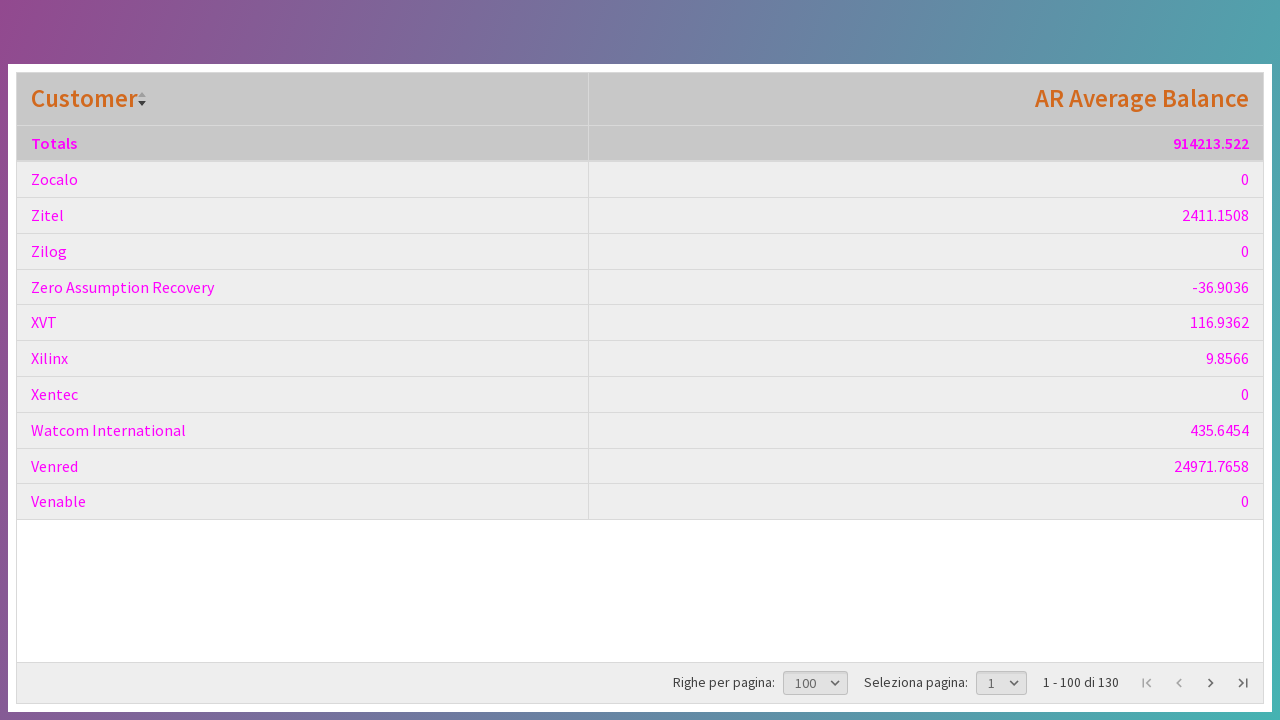 Customer AR Average Balance
Totals 914213.522
Zocalo 0
Zitel 2411.1508
Zilog 0
Zero Assumption Recovery -36.9036
XVT 116.9362
Xilinx 9.8566
Xentec 0
Watcom International 435.6454
Venred 24971.7658
Venable 0
Righe per pagina: 100 Seleziona pagina: 1 1 - 100 di 130